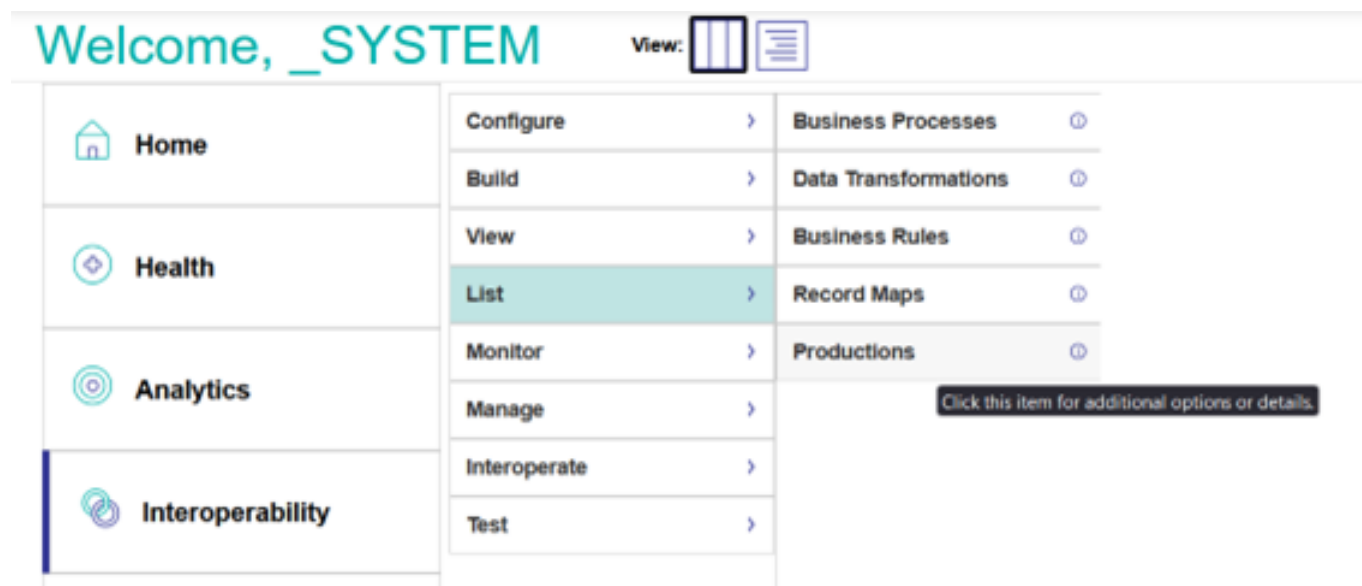 Welcome, _SYSTEM
View:
Home
Health
Analytics
Interoperability
Configure
Build
View
List
Monitor
Manage
Interoperate
Test
Business Processes
Data Transformations
Business Rules
Record Maps
Productions
Click this item for additional options or details.